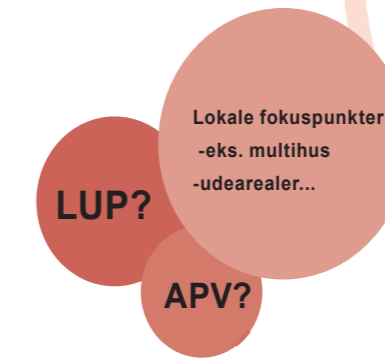 Lokale fokuspunkter
-eks. multihus
-udearealer...
LUP?
APV?